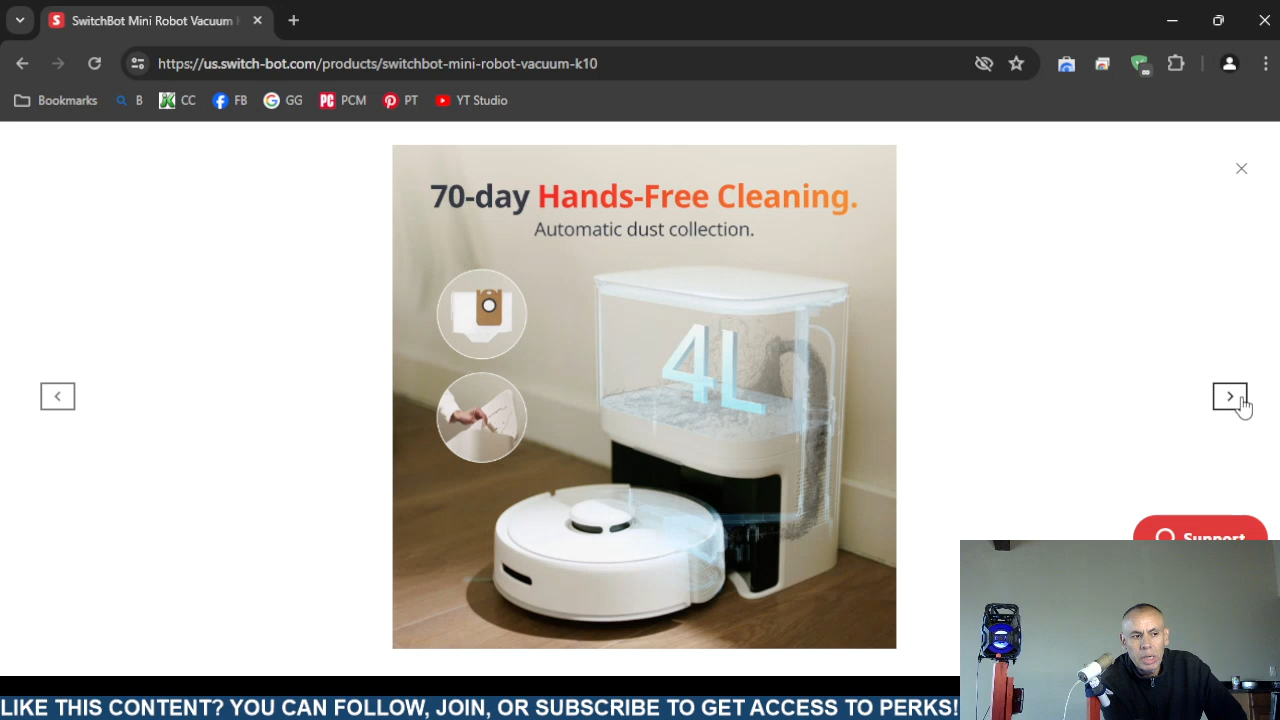 SwitchBot Mini Robot Vacuum
https://us.switch-bot.com/products/switchbot-mini-robot-vacuum-k10
Bookmarks B CC FB GG PCM PT YT Studio
70-day Hands-Free Cleaning.
Automatic dust collection.
4L
Support
LIKE THIS CONTENT? YOU CAN FOLLOW, JOIN, OR SUBSCRIBE TO GET ACCESS TO PERKS!